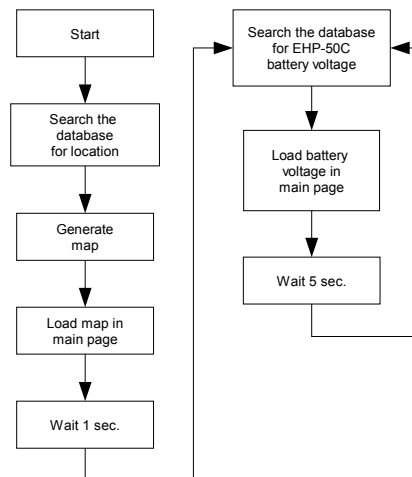 Start
Search the
database
for location
Generate
map
Load map in
main page
Wait 1 sec.
Search the database
for EHP-50C
battery voltage
Load battery
voltage in
main page
Wait 5 sec.